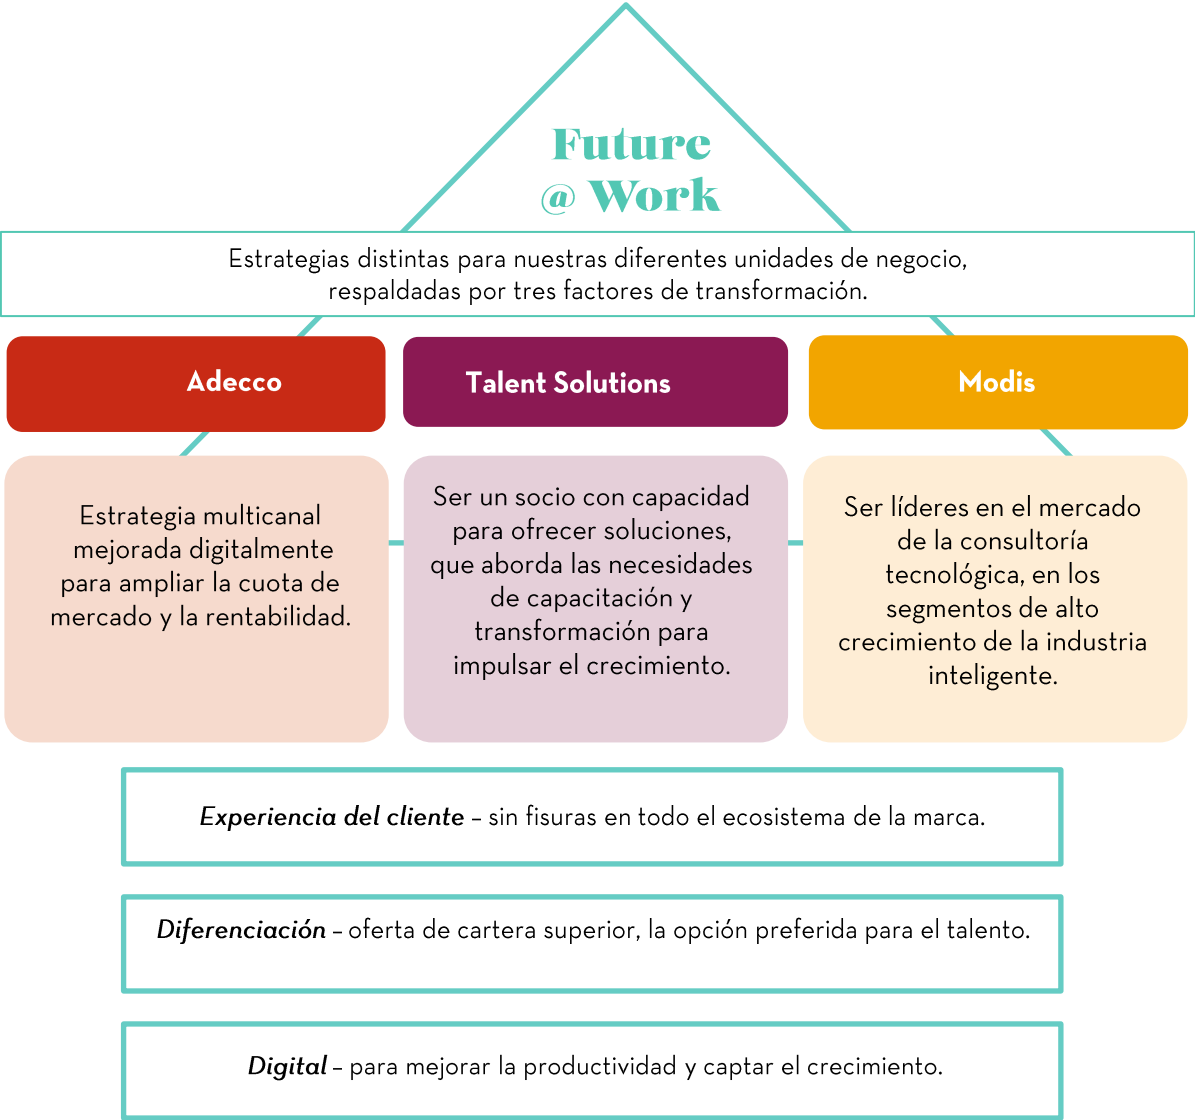 Future
@ Work
Estrategias distintas para nuestras diferentes unidades de negocio,
respaldadas por tres factores de transformación.
Adecco
Talent Solutions
Modis
Estrategia multicanal
mejorada digitalmente
para ampliar la cuota de
mercado y la rentabilidad.
Ser un socio con capacidad
para ofrecer soluciones,
que aborda las necesidades
de capacitación y
transformación para
impulsar el crecimiento.
Ser líderes en el mercado
de la consultoría
tecnológica, en los
segmentos de alto
crecimiento de la industria
inteligente.
Experiencia del cliente – sin fisuras en todo el ecosistema de la marca.
Diferenciación – oferta de cartera superior, la opción preferida para el talento.
Digital – para mejorar la productividad y captar el crecimiento.